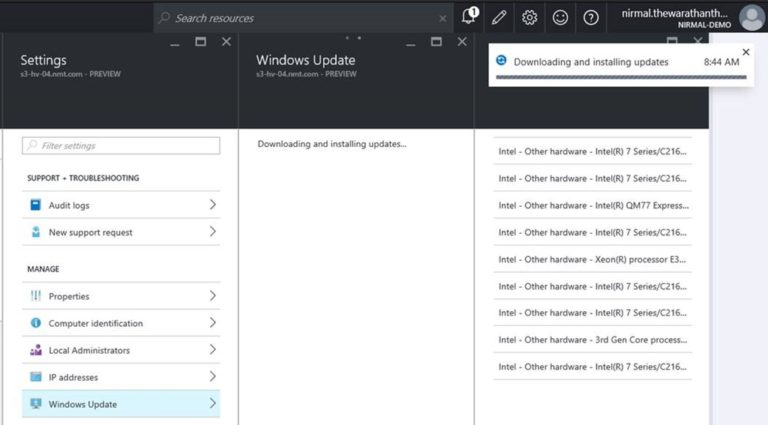 Search resources
1
nirmal.thewarathanth...
NIRMAL-DEMO
Settings
s3-hv-04.nmt.com - PREVIEW
Filter settings
SUPPORT + TROUBLESHOOTING
Audit logs
New support request
MANAGE
Properties
Computer identification
Local Administrators
IP addresses
Windows Update
Windows Update
s3-hv-04.nmt.com - PREVIEW
Downloading and installing updates...
Downloading and installing updates 8:44 AM
Intel - Other hardware - Intel(R) 7 Series/C216...
Intel - Other hardware - Intel(R) 7 Series/C216...
Intel - Other hardware - Intel(R) QM77 Express...
Intel - Other hardware - Intel(R) 7 Series/C216...
Intel - Other hardware - Xeon(R) processor E3...
Intel - Other hardware - Intel(R) 7 Series/C216...
Intel - Other hardware - Intel(R) 7 Series/C216...
Intel - Other hardware - 3rd Gen Core process...
Intel - Other hardware - Intel(R) 7 Series/C216...